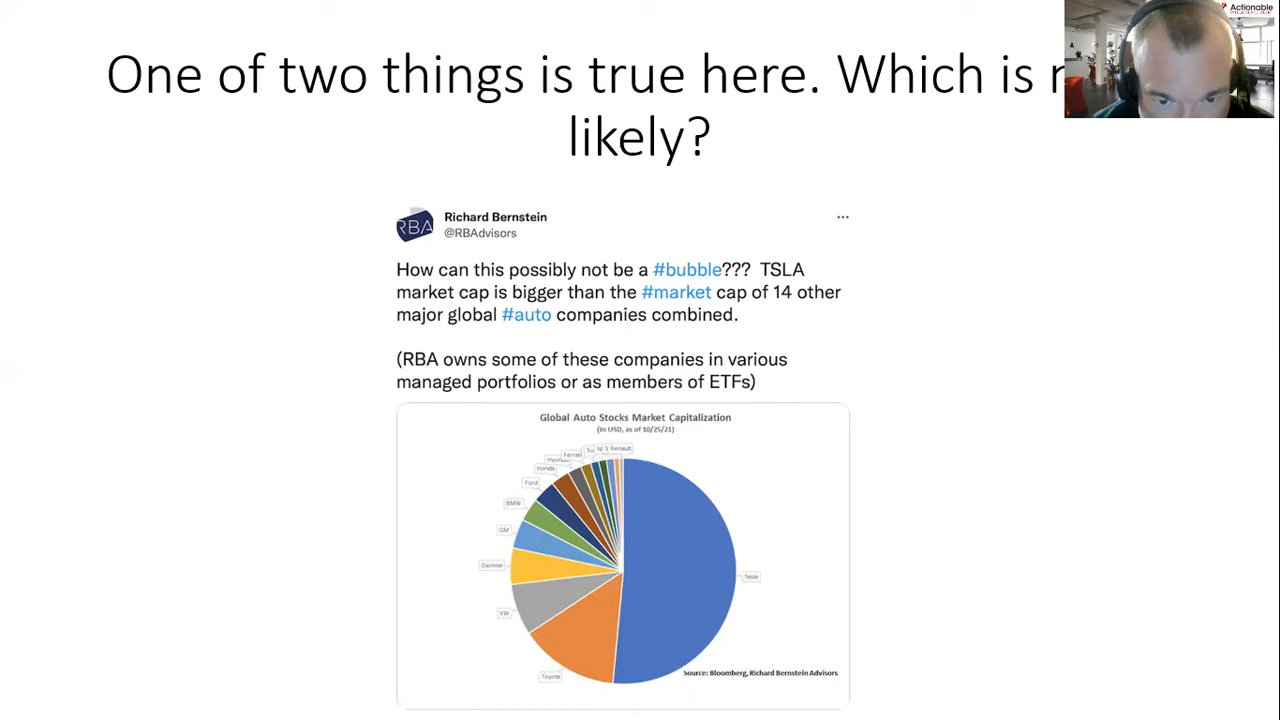 Actionable
One of two things is true here. Which is
likely?
RBA
Richard Bernstein
@RBAdvisors
...
How can this possibly not be a #bubble??? TSLA
market cap is bigger than the #market cap of 14 other
major global #auto companies combined.
(RBA owns some of these companies in various
managed portfolios or as members of ETFs)
Global Auto Stocks Market Capitalization
(in USD, as of 10/25/21)
Renault
Ferrari
Honda
Ford
BMW
GM
Daimler
Tesla
VW
Source: Bloomberg, Richard Bernstein Advisors
Toyota